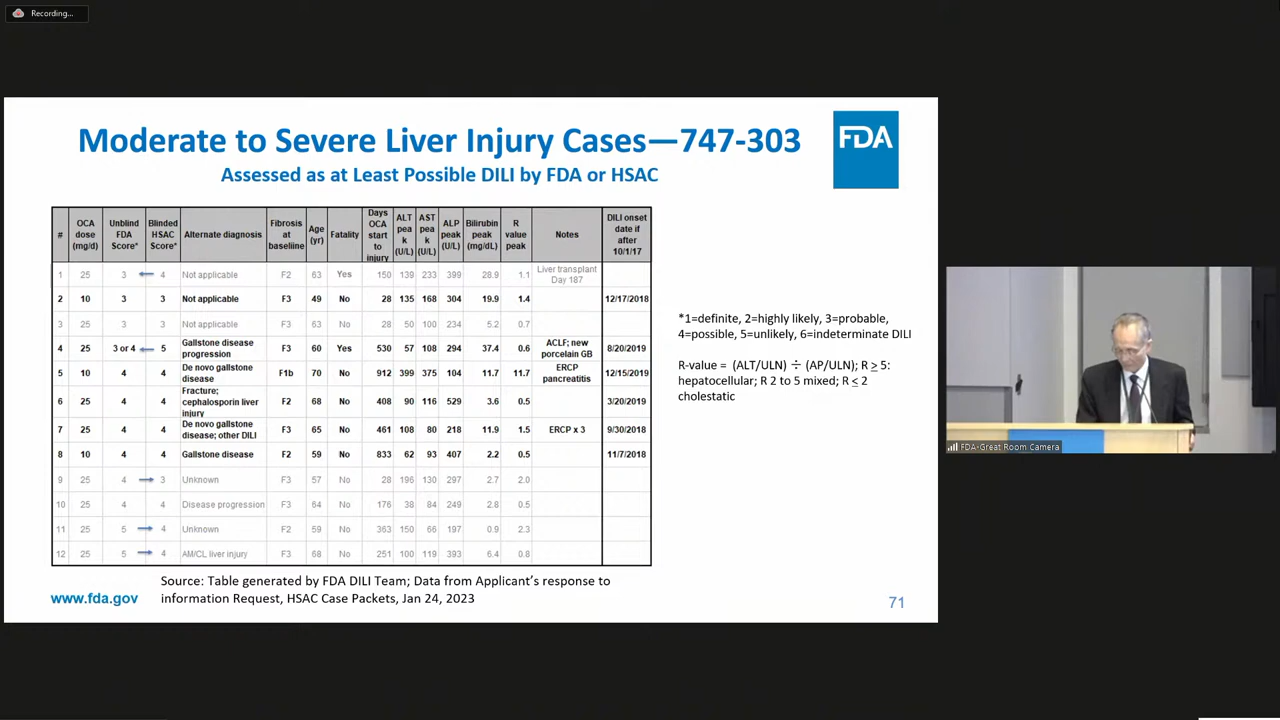 Recording...
Moderate to Severe Liver Injury Cases—747-303
FDA
Assessed as at Least Possible DILI by FDA or HSAC
# OCA dose (mg/d) Unblind FDA Score* Blinded HSAC Score* Alternate diagnosis Fibrosis at baseliine Age (yr) Fatality Days OCA start to injury ALT pea k (U/L) AST pea k (U/L) ALP peak (U/L) Bilirubin peak (mg/dL) R value peak Notes DILI onset date if after 10/1/17
1 25 3 4 Not applicable F2 63 Yes 150 139 233 399 28.9 1.1 Liver transplant Day 187
2 10 3 3 Not applicable F3 49 No 28 135 168 304 19.9 1.4 12/17/2018
3 25 3 3 Not applicable F3 63 No 28 50 100 234 5.2 0.7
4 25 3 or 4 5 Gallstone disease progression F3 60 Yes 530 57 108 294 37.4 0.6 ACLF; new porcelain GB 8/20/2019
5 10 4 4 De novo gallstone disease F1b 70 No 912 399 375 104 11.7 11.7 ERCP pancreatitis 12/15/2019
6 25 4 4 Fracture; cephalosporin liver injury F2 68 No 408 90 116 529 3.6 0.5 3/20/2019
7 25 4 4 De novo gallstone disease; other DILI F3 65 No 461 108 80 218 11.9 1.5 ERCP x 3 9/30/2018
8 10 4 4 Gallstone disease F2 59 No 833 62 93 407 2.2 0.5 11/7/2018
9 25 4 3 Unknown F3 57 No 28 196 130 297 2.7 2.0
10 25 4 4 Disease progression F3 64 No 176 38 84 249 2.8 0.5
11 25 5 4 Unknown F2 59 No 363 150 66 197 0.9 2.3
12 25 5 4 AM/CL liver injury F3 68 No 251 100 119 393 6.4 0.8
*1=definite, 2=highly likely, 3=probable,
4=possible, 5=unlikely, 6=indeterminate DILI
R-value = (ALT/ULN) ÷ (AP/ULN); R ≥ 5:
hepatocellular; R 2 to 5 mixed; R ≤ 2
cholestatic
Source: Table generated by FDA DILI Team; Data from Applicant's response to
information Request, HSAC Case Packets, Jan 24, 2023
www.fda.gov
71
FDA-Great Room Camera